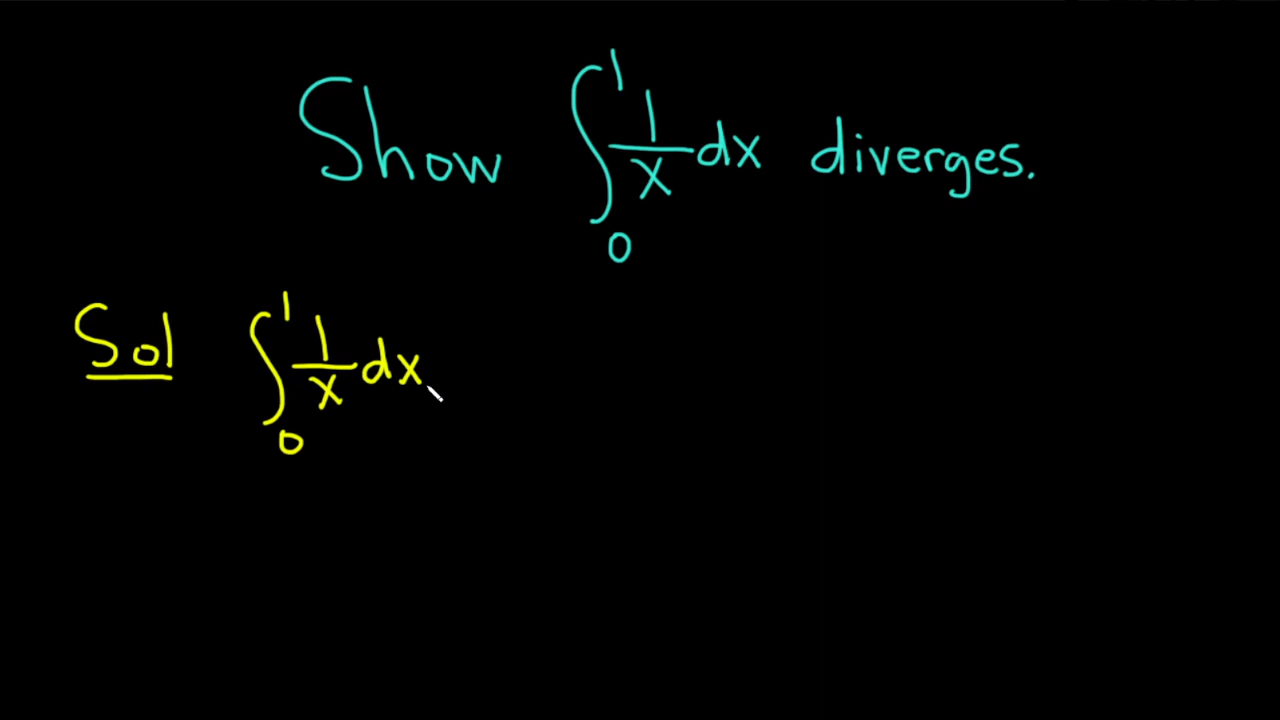 Show ∫₀¹ 1/x dx diverges.
Sol ∫₀¹ 1/x dx